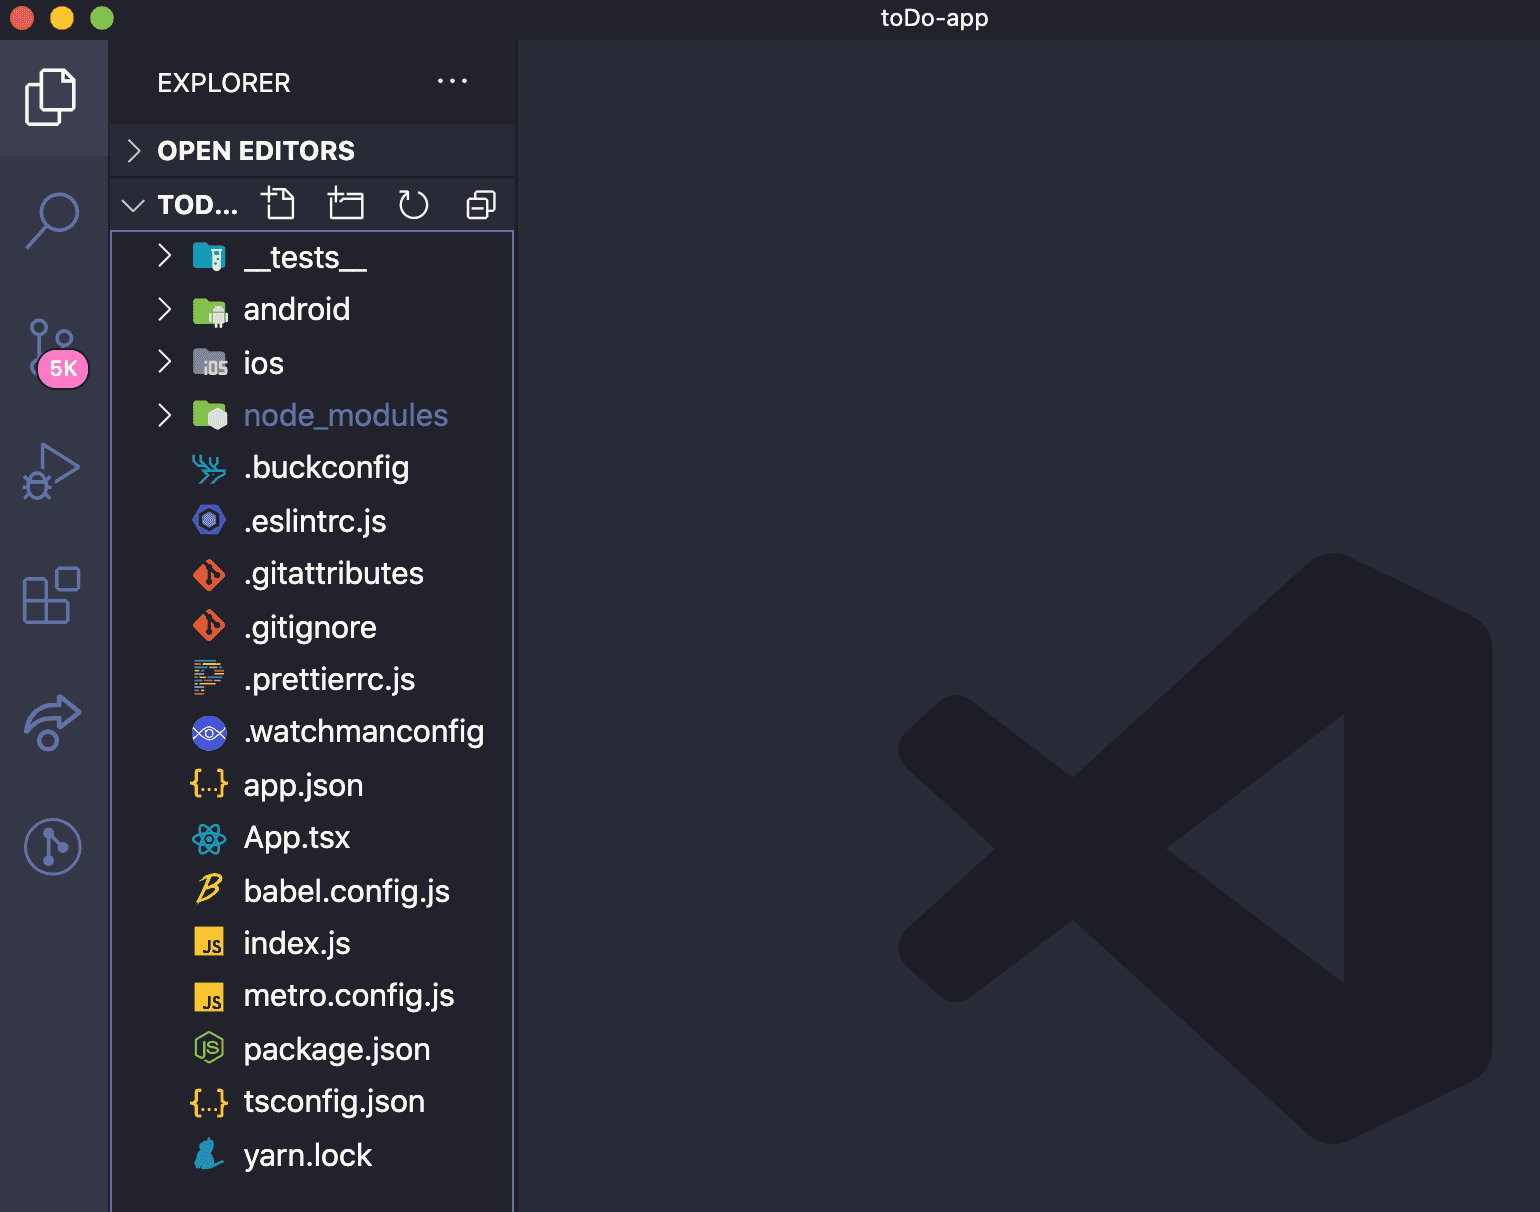 toDo-app
EXPLORER ...
OPEN EDITORS
TOD...
__tests__
android
ios
node_modules
5K
.buckconfig
.eslintrc.js
.gitattributes
.gitignore
.prettierrc.js
.watchmanconfig
app.json
App.tsx
babel.config.js
index.js
metro.config.js
package.json
tsconfig.json
yarn.lock